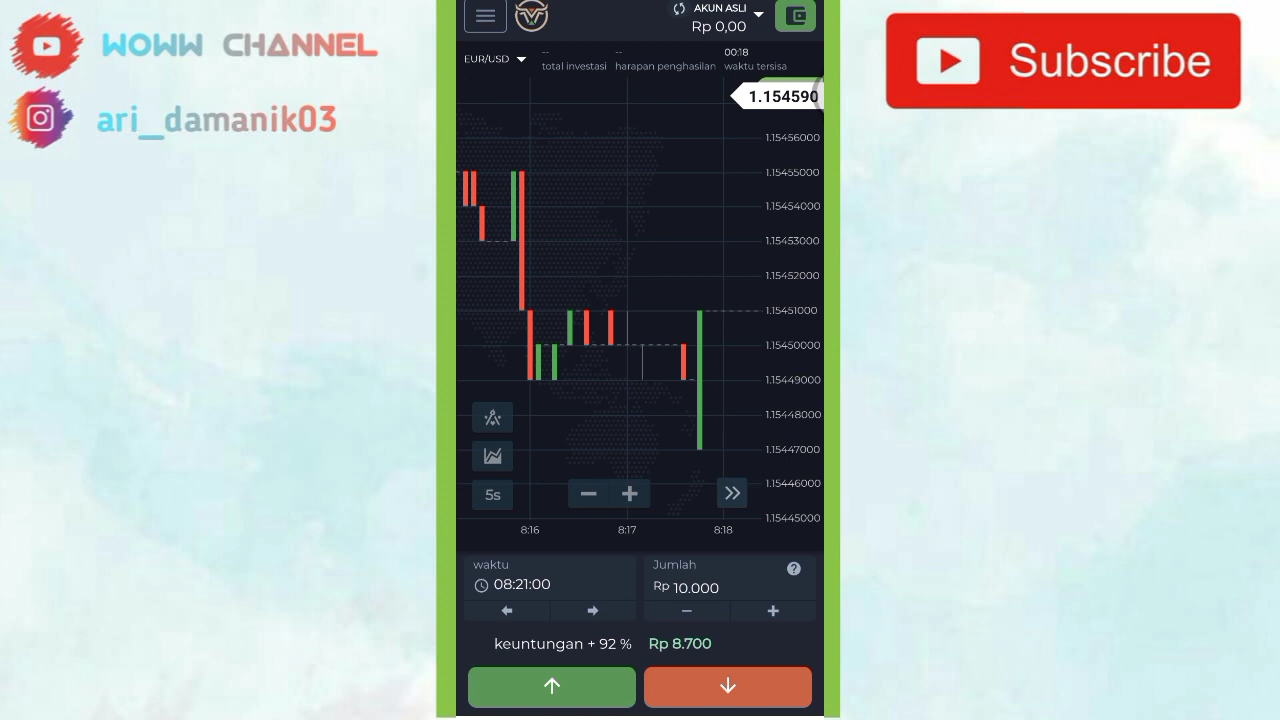 WOWW CHANNEL
ari_damanik03
Subscribe
AKUN ASLI
Rp 0,00
EUR/USD
--
total investasi
--
harapan penghasilan
00:18
waktu tersisa
1.154590
1.15456000
1.15455000
1.15454000
1.15453000
1.15452000
1.15451000
1.15450000
1.15449000
1.15448000
1.15447000
1.15446000
1.15445000
5s
8:16 8:17 8:18
waktu
08:21:00
Jumlah
Rp 10.000
keuntungan + 92 % Rp 8.700